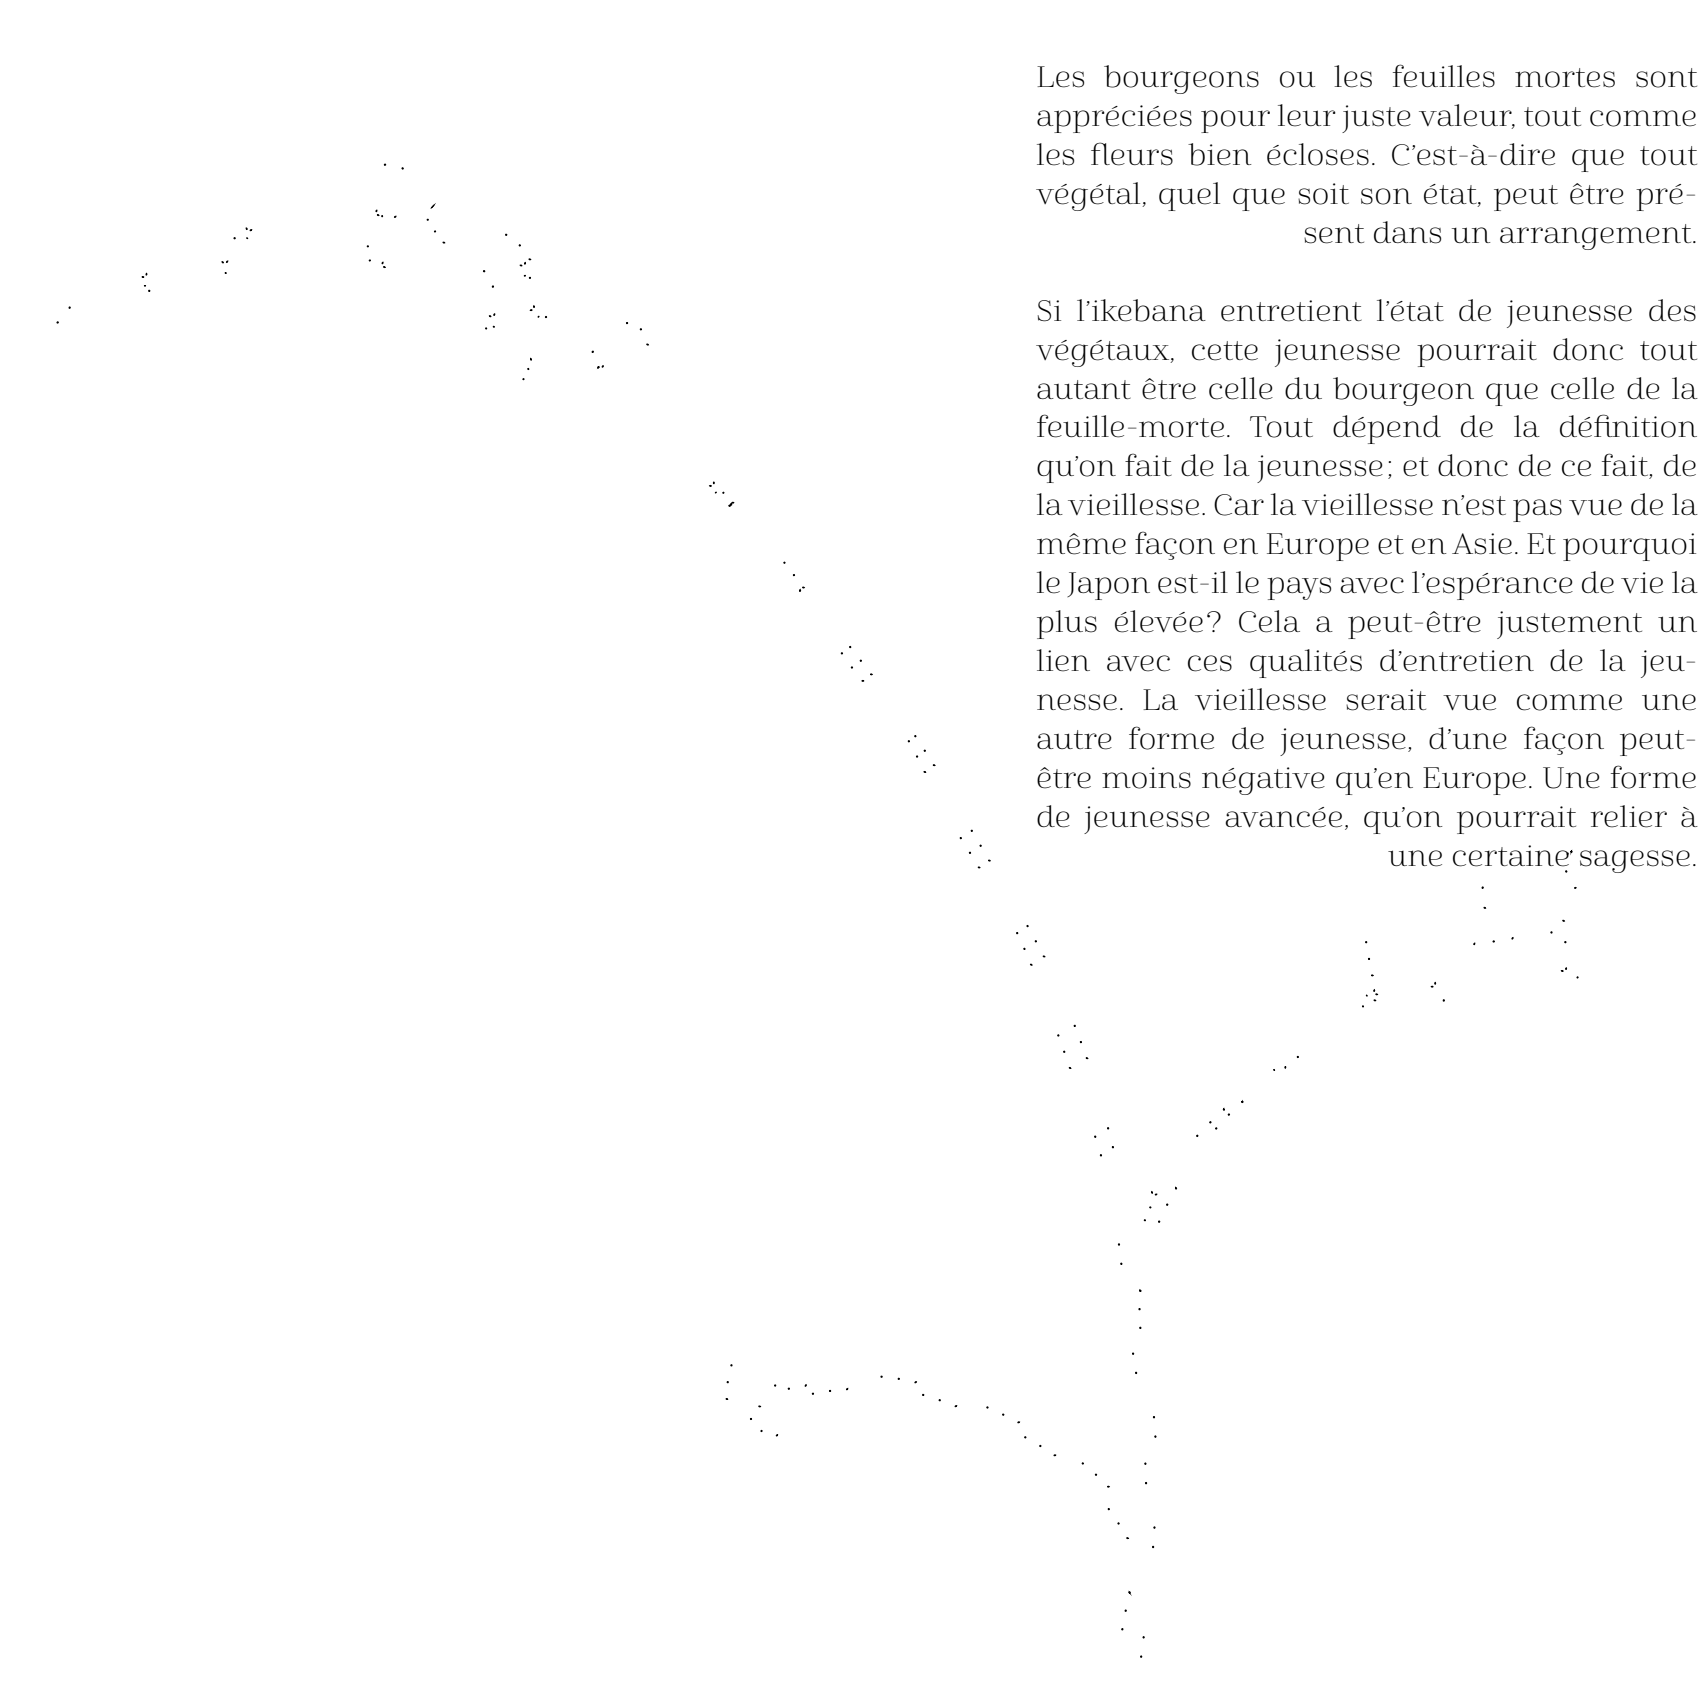 Les bourgeons ou les feuilles mortes sont
appréciées pour leur juste valeur, tout comme
les fleurs bien écloses. C’est-à-dire que tout
végétal, quel que soit son état, peut être pré-
sent dans un arrangement.
Si l’ikebana entretient l’état de jeunesse des
végétaux, cette jeunesse pourrait donc tout
autant être celle du bourgeon que celle de la
feuille-morte. Tout dépend de la définition
qu’on fait de la jeunesse; et donc de ce fait, de
la vieillesse. Car la vieillesse n’est pas vue de la
même façon en Europe et en Asie. Et pourquoi
le Japon est-il le pays avec l’espérance de vie la
plus élevée? Cela a peut-être justement un
lien avec ces qualités d’entretien de la jeu-
nesse. La vieillesse serait vue comme une
autre forme de jeunesse, d’une façon peut-
être moins négative qu’en Europe. Une forme
de jeunesse avancée, qu’on pourrait relier à
une certaine sagesse.